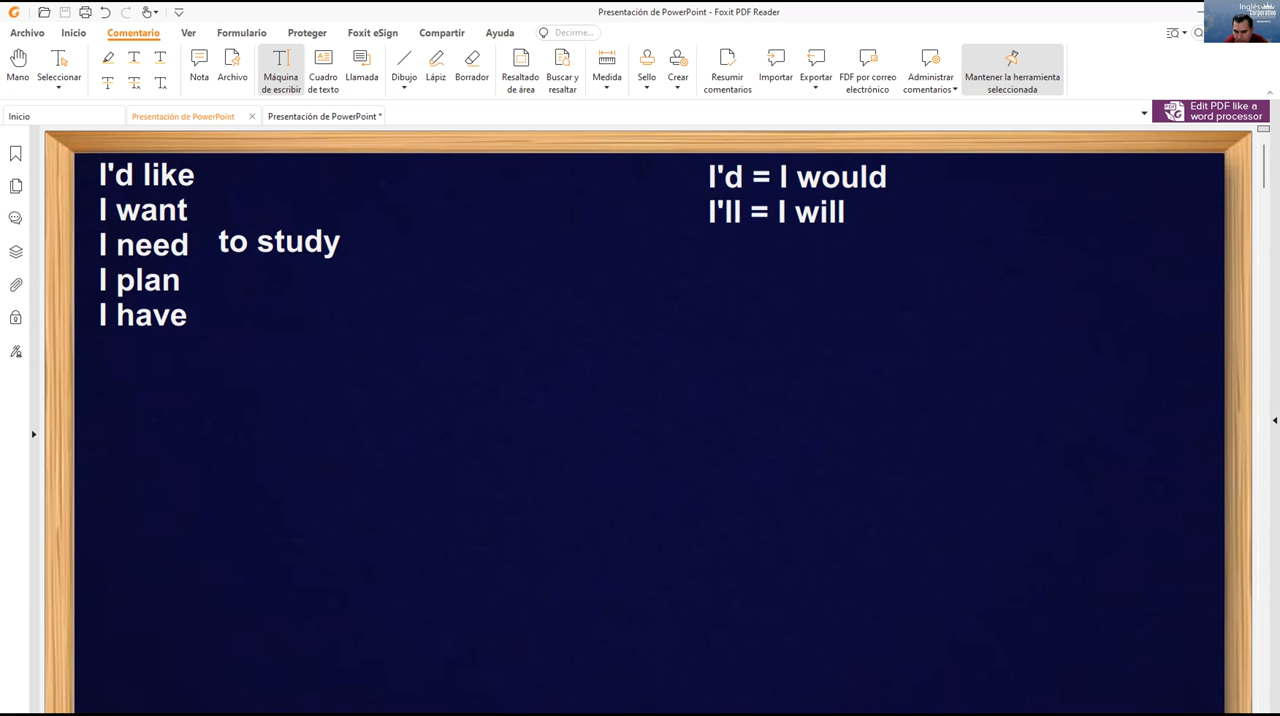 Presentación de PowerPoint - Foxit PDF Reader
Inglés
Corporativo
Archivo Inicio Comentario Ver Formulario Proteger Foxit eSign Compartir Ayuda Decirme...
Mano
Seleccionar
Nota
Archivo
Máquina de escribir
Cuadro de texto
Llamada
Dibujo
Lápiz
Borrador
Resaltado de área
Buscar y resaltar
Medida
Sello
Crear
Resumir comentarios
Importar
Exportar
PDF por correo electrónico
Administrar comentarios
Mantener la herramienta seleccionada
Inicio
Presentación de PowerPoint
Presentación de PowerPoint *
Edit PDF like a
word processor
I'd like
I want
I need
to study
I plan
I have
I'd = I would
I'll = I will